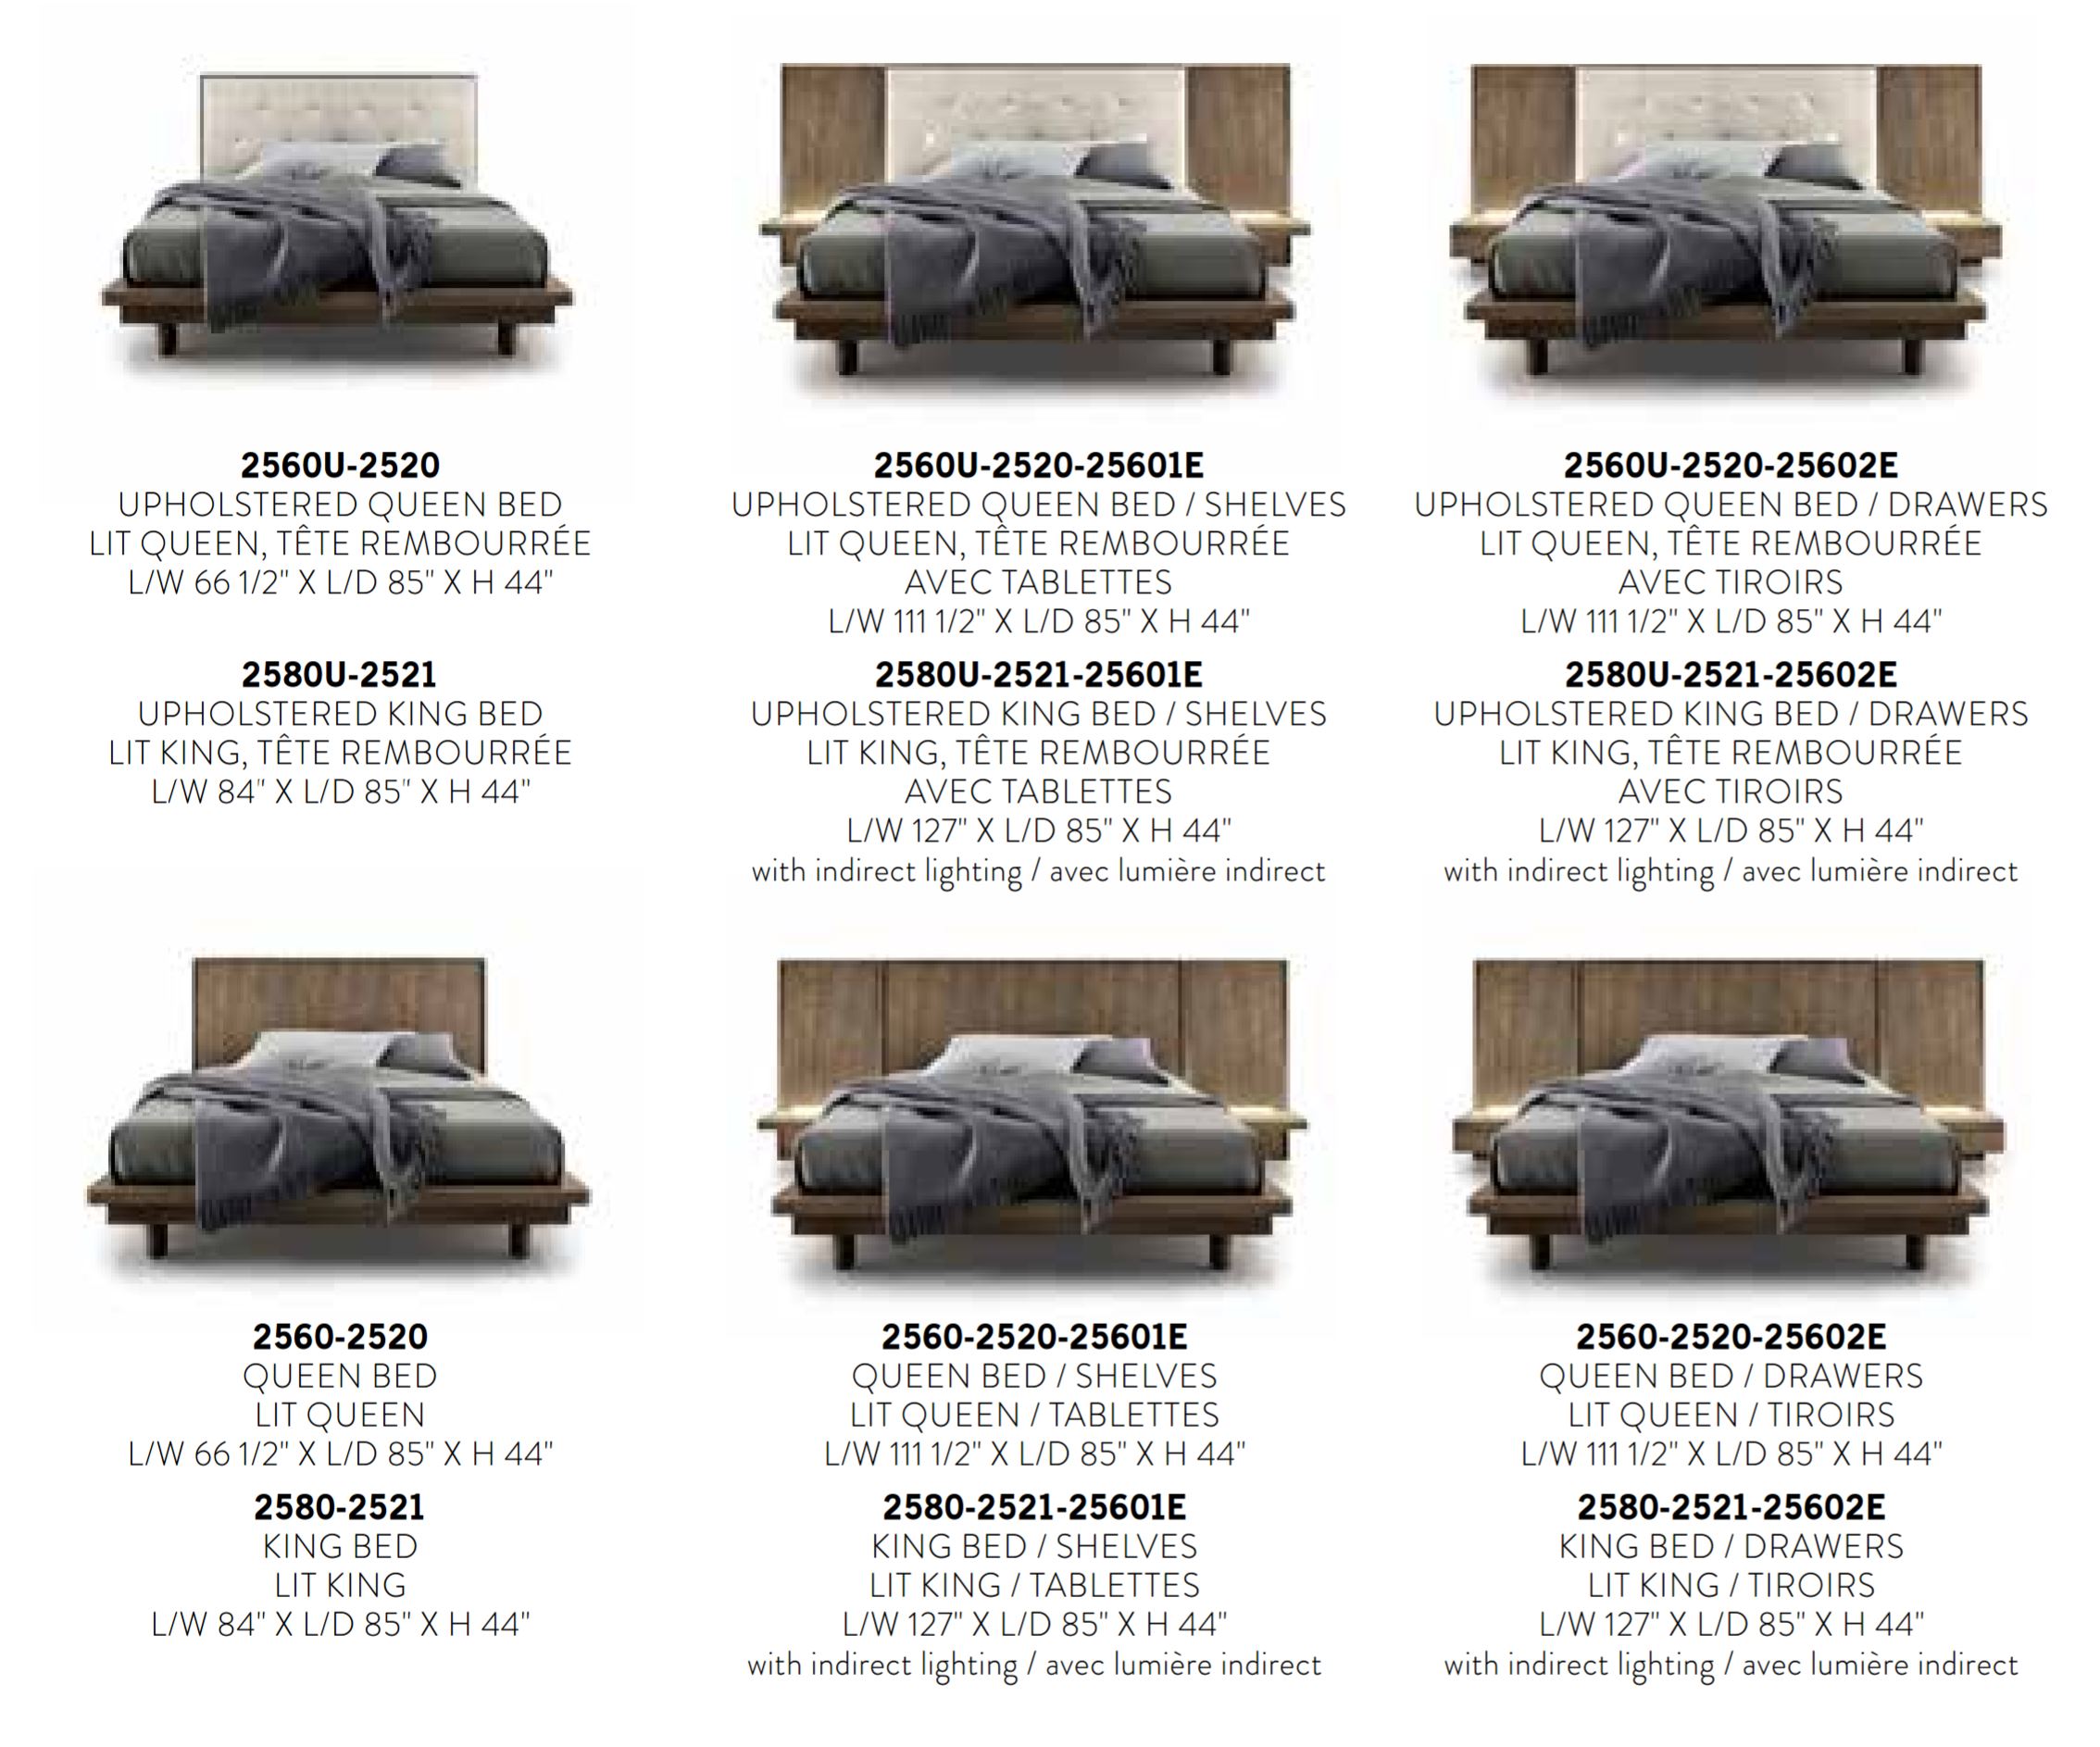 2560U-2520
UPHOLSTERED QUEEN BED
LIT QUEEN, TÊTE REMBOURRÉE
L/W 66 1/2" X L/D 85" X H 44"
2580U-2521
UPHOLSTERED KING BED
LIT KING, TÊTE REMBOURRÉE
L/W 84" X L/D 85" X H 44"
2560U-2520-25601E
UPHOLSTERED QUEEN BED / SHELVES
LIT QUEEN, TÊTE REMBOURRÉE
AVEC TABLETTES
L/W 111 1/2" X L/D 85" X H 44"
2580U-2521-25601E
UPHOLSTERED KING BED / SHELVES
LIT KING, TÊTE REMBOURRÉE
AVEC TABLETTES
L/W 127" X L/D 85" X H 44"
with indirect lighting / avec lumière indirect
2560U-2520-25602E
UPHOLSTERED QUEEN BED / DRAWERS
LIT QUEEN, TÊTE REMBOURRÉE
AVEC TIROIRS
L/W 111 1/2" X L/D 85" X H 44"
2580U-2521-25602E
UPHOLSTERED KING BED / DRAWERS
LIT KING, TÊTE REMBOURRÉE
AVEC TIROIRS
L/W 127" X L/D 85" X H 44"
with indirect lighting / avec lumière indirect
2560-2520
QUEEN BED
LIT QUEEN
L/W 66 1/2" X L/D 85" X H 44"
2580-2521
KING BED
LIT KING
L/W 84" X L/D 85" X H 44"
2560-2520-25601E
QUEEN BED / SHELVES
LIT QUEEN / TABLETTES
L/W 111 1/2" X L/D 85" X H 44"
2580-2521-25601E
KING BED / SHELVES
LIT KING / TABLETTES
L/W 127" X L/D 85" X H 44"
with indirect lighting / avec lumière indirect
2560-2520-25602E
QUEEN BED / DRAWERS
LIT QUEEN / TIROIRS
L/W 111 1/2" X L/D 85" X H 44"
2580-2521-25602E
KING BED / DRAWERS
LIT KING / TIROIRS
L/W 127" X L/D 85" X H 44"
with indirect lighting / avec lumière indirect